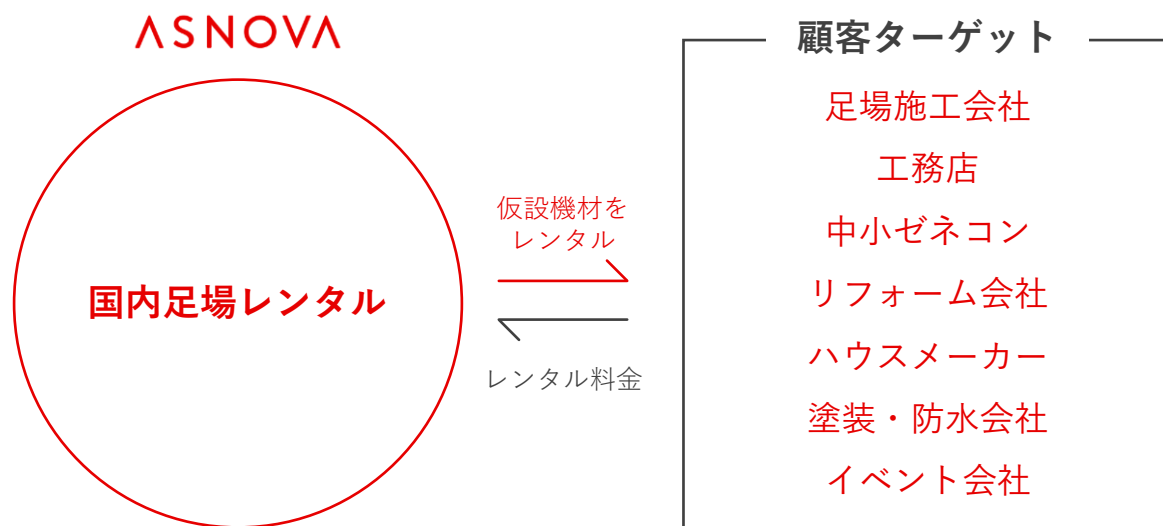 ASNOVA
国内足場レンタル
仮設機材を
レンタル
レンタル料金
顧客ターゲット
足場施工会社
工務店
中小ゼネコン
リフォーム会社
ハウスメーカー
塗装・防水会社
イベント会社